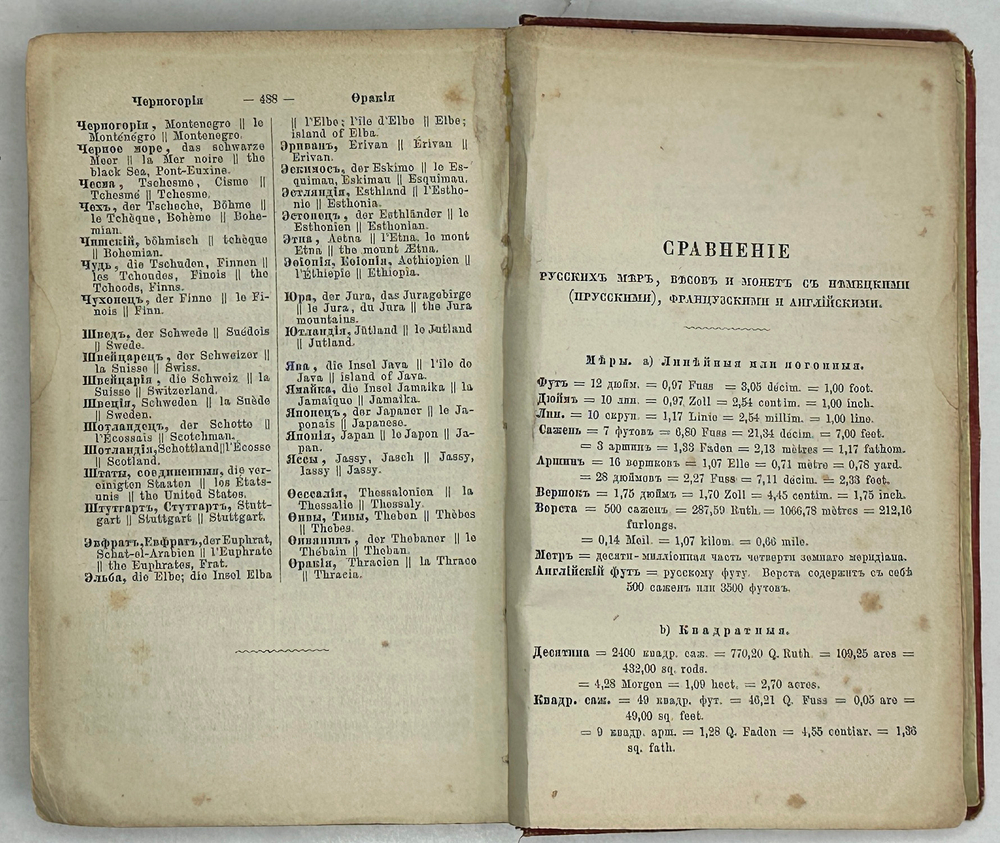 Черногорія — 488 — Ѳракія
Черногорія, Montenegro || le
Monténégro || Montenegro.
Черное море, das schwarze
Meer || la Mer noire || the
black Sea, Pont-Euxine.
Чесма, Tschesme, Cisme ||
Tchesmé || Tchesme.
Чехъ, der Tscheche, Böhme ||
le Tchèque, Bohème || Bohe-
mian.
Чешскій, böhmisch || tchèque
|| Bohemian.
Чудь, die Tschuden, Finnen ||
les Tchoudes, Finois || the
Tchoods, Finns.
Чухонецъ, der Finne || le Fi-
nois || Finn.
Шведъ, der Schwede || Suédois
|| Swede.
Швейцарецъ, der Schweizer ||
la Suisse || Swiss.
Швейцарія, die Schweiz || la
Suisse || Switzerland.
Швеція, Schweden || la Suède
|| Sweden.
Шотландецъ, der Schotte ||
l'Écossais || Scotchman.
Шотландія, Schottland || l'Écosse
|| Scotland.
Штаты, соединенные, die ver-
einigten Staaten || les États-
unis || the United States.
Штутгартъ, Стутгартъ, Stutt-
gart || Stuttgart || Stuttgart.
Эвфратъ, Евфратъ, der Euphrat,
Schat-el-Arabien || l'Euphrate
|| the Euphrates, Frat.
Эльба, die Elbe; die Insel Elba
|| l'Elbe; l'île d'Elbe || Elbe;
island of Elba.
Эривань, Erivan || Érivan ||
Erivan.
Эскимосъ, der Eskimo || le Es-
quimau, Eskimau || Esquimau.
Эстляндія, Esthland || l'Estho-
nie || Esthonia.
Эстонецъ, der Esthländer || le
Esthonien || Esthonian.
Этна, Aetna || l'Etna, le mont
Etna || the mount Ætna.
Эѳіопія, Еѳіопія, Aethiopien ||
l'Éthiopie || Ethiopia.
Юра, der Jura, das Juragebirge
|| le Jura, du Jura || the Jura
mountains.
Ютландія, Jütland || le Jutland
|| Jutland.
Ява, die Insel Java || l'île de
Java || island of Java.
Ямайка, die Insel Jamaika || la
Jamaïque || Jamaika.
Японецъ, der Japaner || le Ja-
ponais || Japanese.
Японія, Japan || le Japon || Ja-
pan.
Яссы, Jassy, Jasch || Jassy,
Iassy || Jassy.
Ѳессалія, Thessalonien || la
Thessalie || Thessaly.
Ѳивы, Тивы, Theben || Thèbes
|| Thebes.
Ѳивянинъ, der Thebaner || le
Thébain || Theban.
Ѳракія, Thracien || la Thrace
|| Thracia.
СРАВНЕНІЕ
РУССКИХЪ МѢРЪ, ВѢСОВЪ И МОНЕТЪ СЪ НѢМЕЦКИМИ
(ПРУССКИМИ), ФРАНЦУЗСКИМИ И АНГЛІЙСКИМИ.
Мѣры. a) Линѣйныя или погонныя.
Футъ = 12 дюйм. = 0,97 Fuss = 3,05 décim. = 1,00 foot.
Дюймъ = 10 лин. = 0,97 Zoll = 2,54 centim. = 1,00 inch.
Лин. = 10 скруп. = 1,17 Linie = 2,54 millim. = 1,00 line.
Сажень = 7 футовъ = 6,80 Fuss = 21,34 décim. = 7,00 feet.
= 3 аршин. = 1,33 Faden = 2,13 mètres = 1,17 fathom.
Аршинъ = 16 вершковъ = 1,07 Elle = 0,71 mètre = 0,78 yard.
= 28 дюймовъ = 2,27 Fuss = 7,11 décim. = 2,33 feet.
Вершокъ = 1,75 дюймъ = 1,70 Zoll = 4,45 centim. = 1,75 inch.
Верста = 500 саженъ = 287,59 Ruth. = 1066,78 mètres = 212,16
furlongs.
= 0,14 Meil. = 1,07 kilom. = 0,66 mile.
Метръ = десяти-милліонная часть четверти земнаго меридіана.
Англійскій футъ = русскому футу. Верста содержитъ съ себѣ
500 саженъ или 3500 футовъ.
b) Квадратныя.
Десятина = 2400 квадр. саж. = 770,20 Q. Ruth. = 109,25 ares =
432,00 sq. rods.
= 4,28 Morgen = 1,09 hect. = 2,70 acres.
Квадр. саж. = 49 квадр. фут. = 46,21 Q. Fuss = 0,05 are =
49,00 sq. feet.
= 9 квадр. арш. = 1,28 Q. Faden = 4,55 centiar. = 1,36
sq. fath.